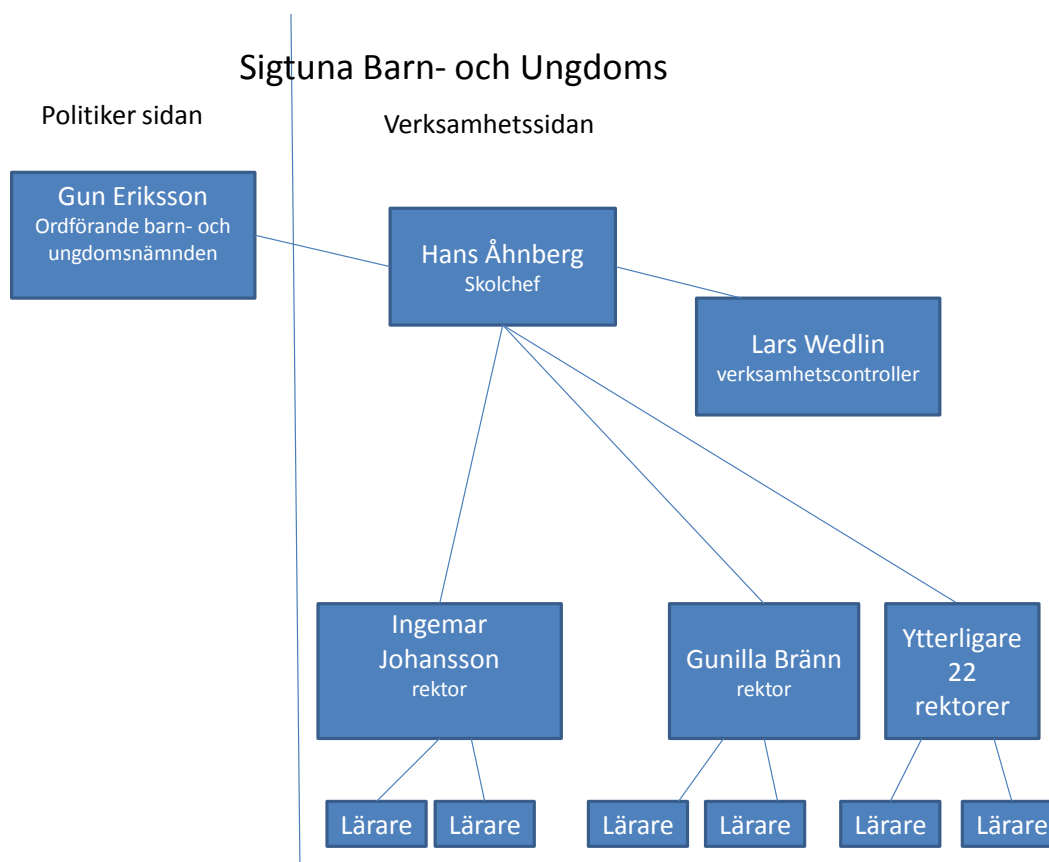 Sigtuna Barn- och Ungdoms
Politiker sidan
Verksamhetssidan
Gun Eriksson
Ordförande barn- och
ungdomsnämnden
Hans Åhnberg
Skolchef
Lars Wedlin
verksamhetscontroller
Ingemar
Johansson
rektor
Gunilla Bränn
rektor
Ytterligare
22
rektorer
Lärare
Lärare
Lärare
Lärare
Lärare
Lärare